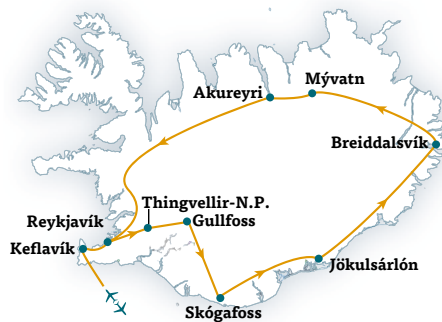 Mývatn
Akureyri
Breiddalsvík
Thingvellir-N.P.
Reykjavík
Gullfoss
Keflavík
Jökulsárlón
Skógafoss